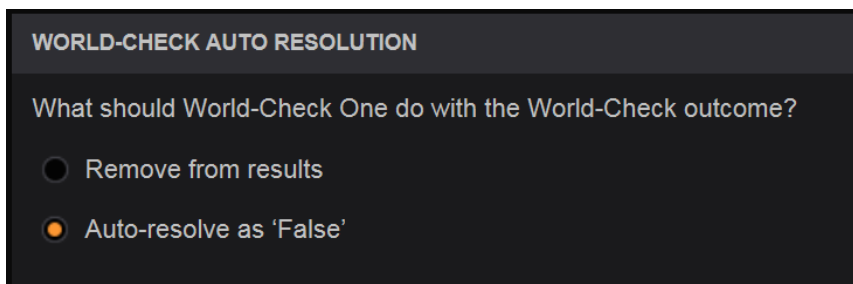 WORLD-CHECK AUTO RESOLUTION
What should World-Check One do with the World-Check outcome?
Remove from results
Auto-resolve as ‘False’